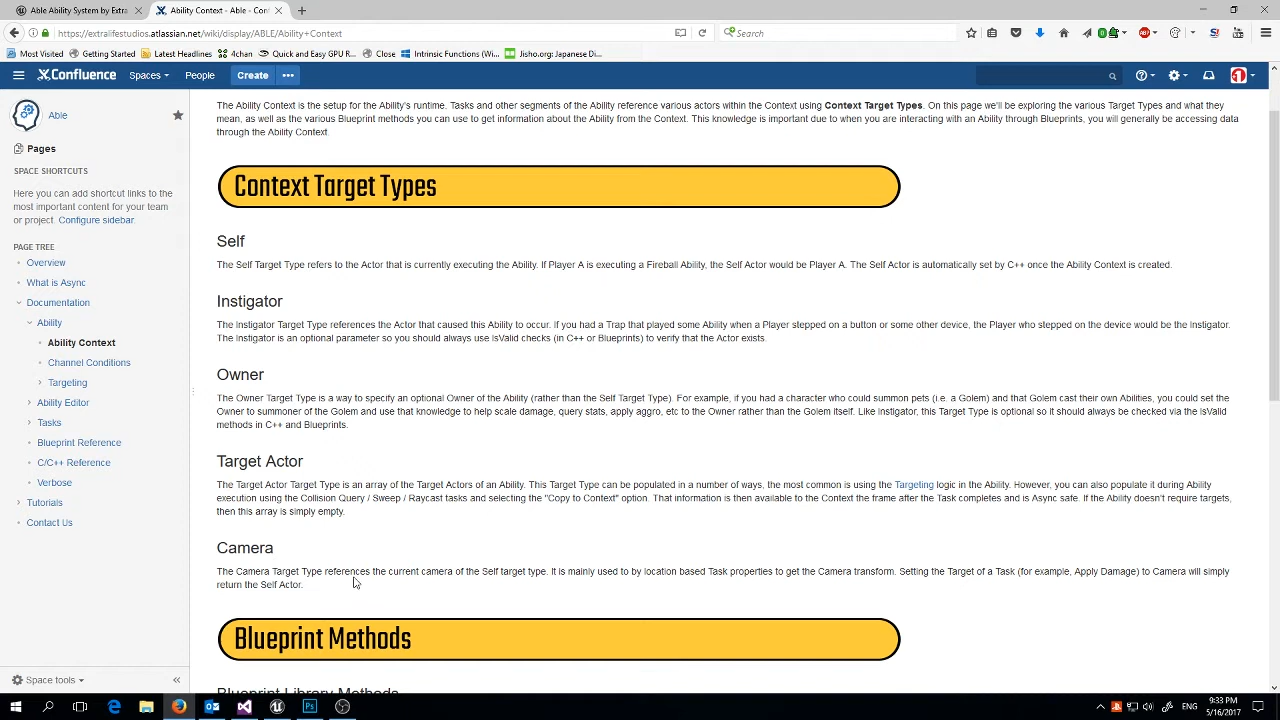 Able Ability System by Extra
Ability Context - Able - Con
https://extralifestudios.atlassian.net/wiki/display/ABLE/Ability+Context
Search
Most Visited Getting Started Latest Headlines 4chan Quick and Easy GPU R... Close Intrinsic Functions (Wi... Jisho.org: Japanese Di...
Confluence Spaces People Create
Able
Pages
SPACE SHORTCUTS
Here you can add shortcut links to the
most important content for your team
or project. Configure sidebar.
PAGE TREE
Overview
What is Async
Documentation
Ability
Ability Context
Channel Conditions
Targeting
Ability Editor
Tasks
Blueprint Reference
C/C++ Reference
Verbose
Tutorials
Contact Us
Space tools
The Ability Context is the setup for the Ability's runtime. Tasks and other segments of the Ability reference various actors within the Context using Context Target Types. On this page we'll be exploring the various Target Types and what they
mean, as well as the various Blueprint methods you can use to get information about the Ability from the Context. This knowledge is important due to when you are interacting with an Ability through Blueprints, you will generally be accessing data
through the Ability Context.
Context Target Types
Self
The Self Target Type refers to the Actor that is currently executing the Ability. If Player A is executing a Fireball Ability, the Self Actor would be Player A. The Self Actor is automatically set by C++ once the Ability Context is created.
Instigator
The Instigator Target Type references the Actor that caused this Ability to occur. If you had a Trap that played some Ability when a Player stepped on a button or some other device, the Player who stepped on the device would be the Instigator.
The Instigator is an optional parameter so you should always use IsValid checks (in C++ or Blueprints) to verify that the Actor exists.
Owner
The Owner Target Type is a way to specify an optional Owner of the Ability (rather than the Self Target Type). For example, if you had a character who could summon pets (i.e. a Golem) and that Golem cast their own Abilities, you could set the
Owner to summoner of the Golem and use that knowledge to help scale damage, query stats, apply aggro, etc to the Owner rather than the Golem itself. Like instigator, this Target Type is optional so it should always be checked via the IsValid
methods in C++ and Blueprints.
Target Actor
The Target Actor Target Type is an array of the Target Actors of an Ability. This Target Type can be populated in a number of ways, the most common is using the Targeting logic in the Ability. However, you can also populate it during Ability
execution using the Collision Query / Sweep / Raycast tasks and selecting the "Copy to Context" option. That information is then available to the Context the frame after the Task completes and is Async safe. If the Ability doesn't require targets,
then this array is simply empty.
Camera
The Camera Target Type references the current camera of the Self target type. It is mainly used to by location based Task properties to get the Camera transform. Setting the Target of a Task (for example, Apply Damage) to Camera will simply
return the Self Actor.
Blueprint Methods
Blueprint Library Methods
ENG
9:33 PM
5/16/2017